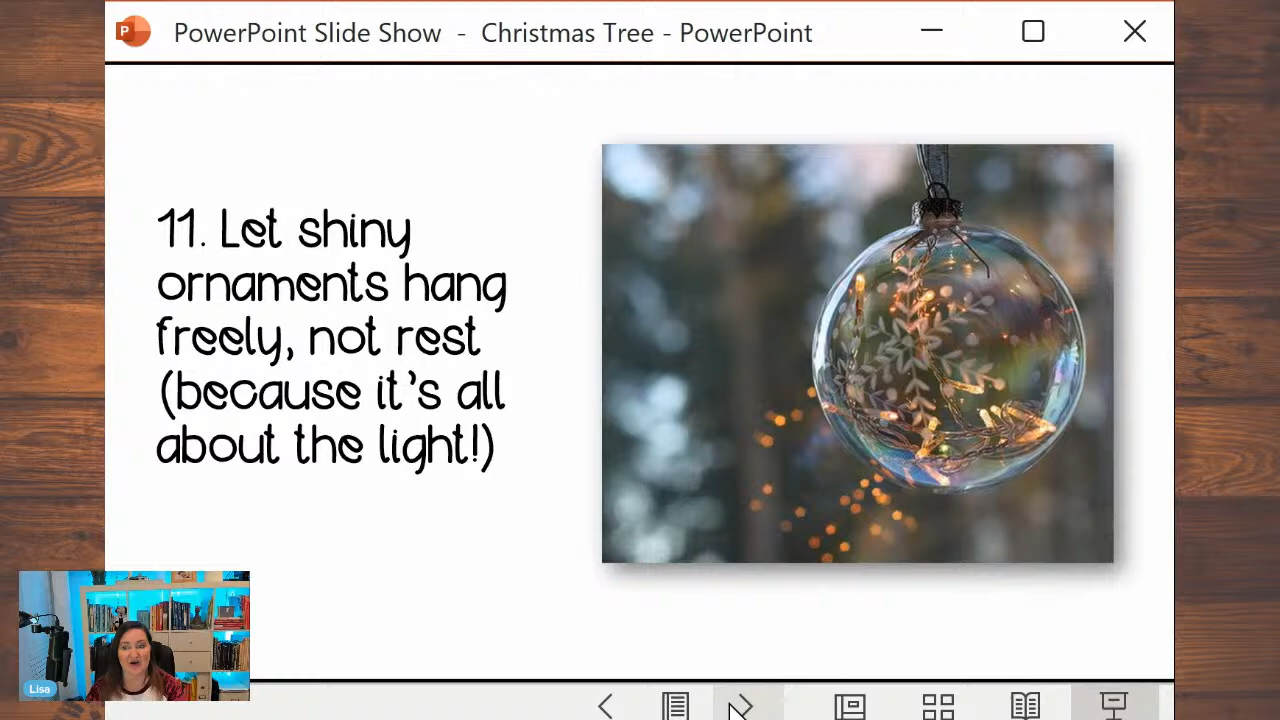 P
PowerPoint Slide Show - Christmas Tree - PowerPoint
11. Let shiny
ornaments hang
freely, not rest
(because it's all
about the light!)
Lisa